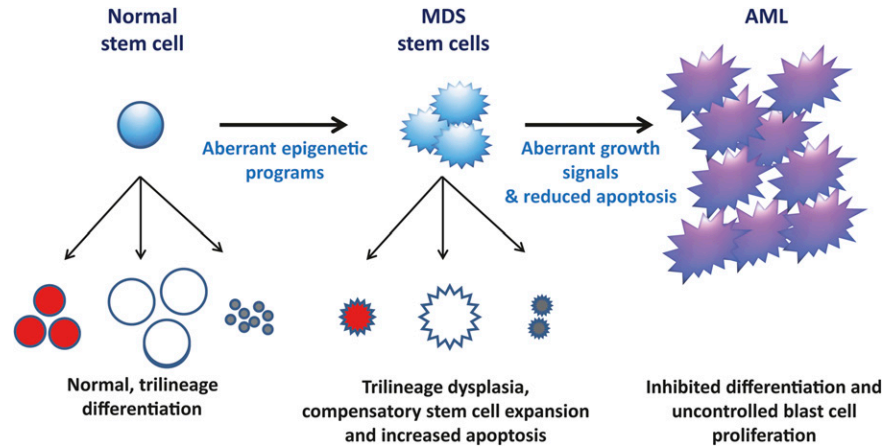 Normal
stem cell
MDS
stem cells
AML
Aberrant epigenetic
programs
Aberrant growth
signals
& reduced apoptosis
Normal, trilineage
differentiation
Trilineage dysplasia,
compensatory stem cell expansion
and increased apoptosis
Inhibited differentiation and
uncontrolled blast cell
proliferation